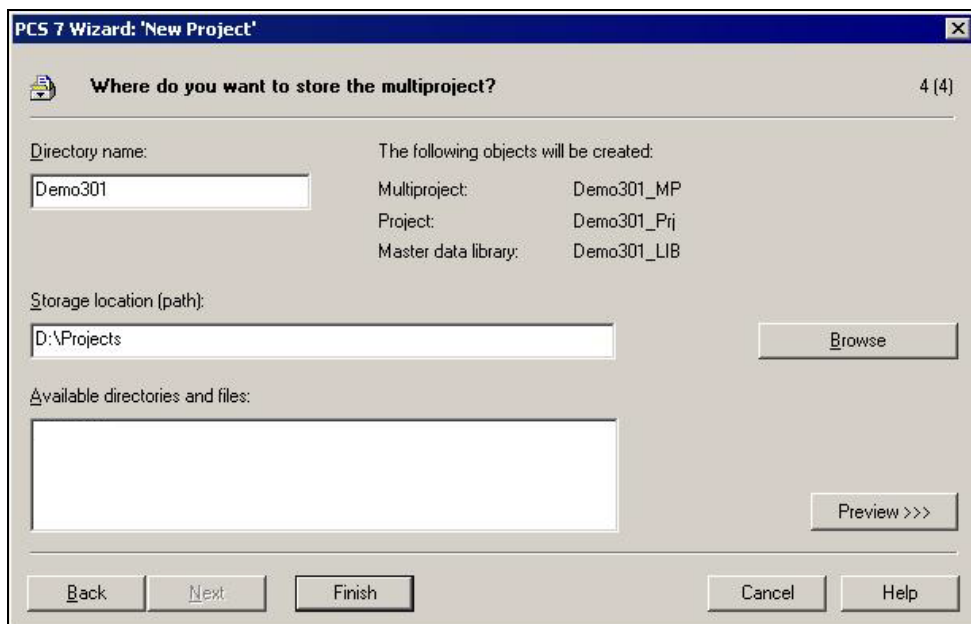 PCS 7 Wizard: 'New Project'
Where do you want to store the multiproject?
4 (4)
Directory name:
Demo301
The following objects will be created:
Multiproject: Demo301_MP
Project: Demo301_Prj
Master data library: Demo301_LIB
Storage location (path):
D:\Projects
Browse
Available directories and files:
Preview >>>
Back Next Finish Cancel Help